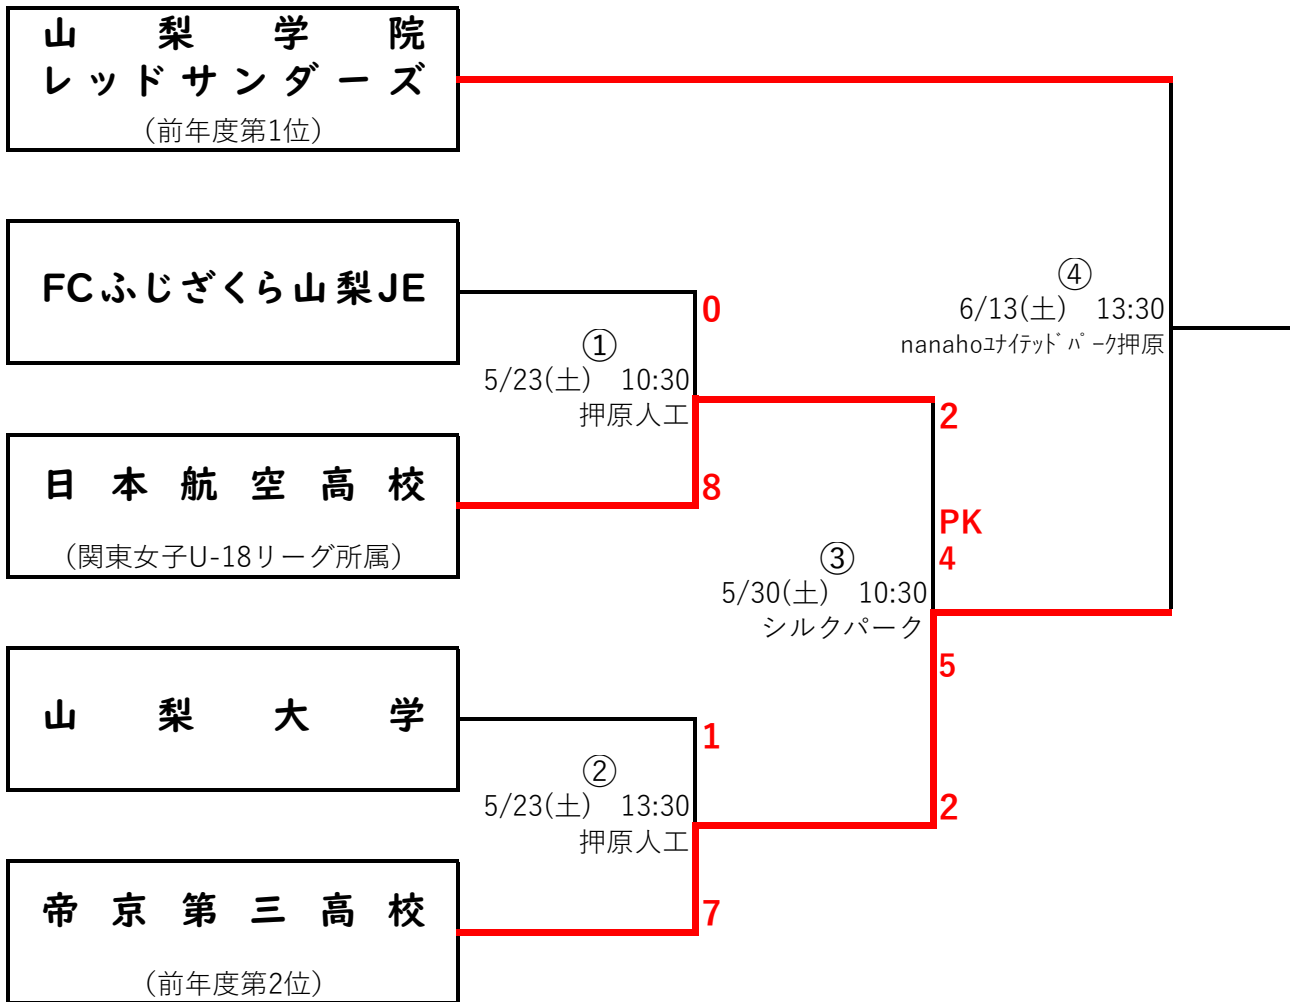 山梨学院
レッドサンダーズ
（前年度第1位）
FCふじざくら山梨JE
日本航空高校
（関東女子U-18リーグ所属）
山梨大学
帝京第三高校
（前年度第2位）
0
①
5/23(土)　10:30
押原人工
8
1
②
5/23(土)　13:30
押原人工
7
2
PK
4
③
5/30(土)　10:30
シルクパーク
5
2
④
6/13(土)　13:30
nanahoﾕﾅｲﾃｯﾄﾞﾊﾟｰｸ押原